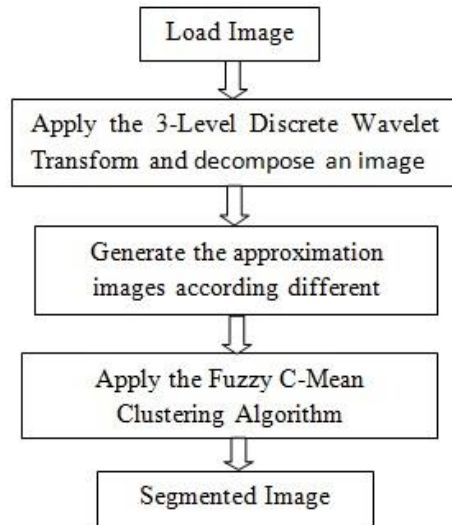 Load Image
Apply the 3-Level Discrete Wavelet
Transform and decompose an image
Generate the approximation
images according different
Apply the Fuzzy C-Mean
Clustering Algorithm
Segmented Image